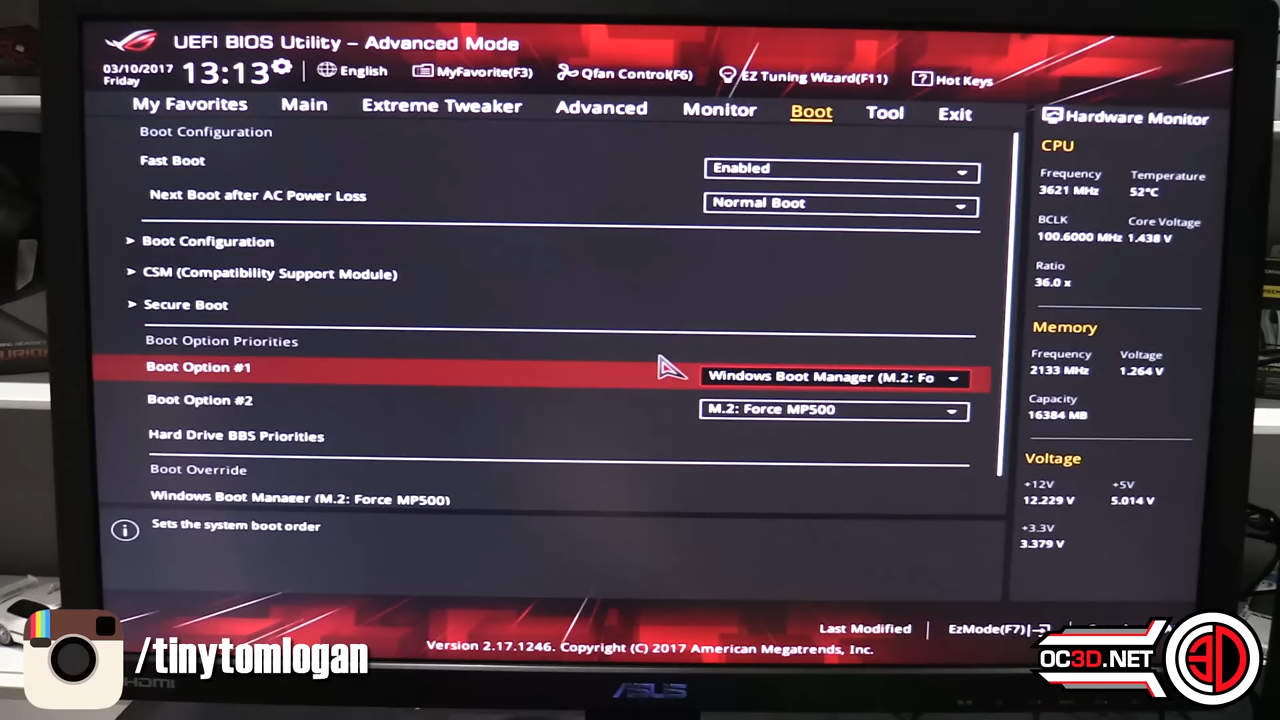 UEFI BIOS Utility – Advanced Mode
03/10/2017
Friday
13:13
English
MyFavorite(F3)
Qfan Control(F6)
EZ Tuning Wizard(F11)
? Hot Keys
My Favorites
Main
Extreme Tweaker
Advanced
Monitor
Boot
Tool
Exit
Hardware Monitor
Boot Configuration
Fast Boot
Enabled
Next Boot after AC Power Loss
Normal Boot
> Boot Configuration
> CSM (Compatibility Support Module)
> Secure Boot
Boot Option Priorities
Boot Option #1
Windows Boot Manager (M.2: Fo
Boot Option #2
M.2: Force MP500
Hard Drive BBS Priorities
Boot Override
Windows Boot Manager (M.2: Force MP500)
i
Sets the system boot order
CPU
Frequency
Temperature
3621 MHz
52°C
BCLK
Core Voltage
100.6000 MHz
1.438 V
Ratio
36.0 x
Memory
Frequency
Voltage
2133 MHz
1.264 V
Capacity
16384 MB
Voltage
+12V
+5V
12.229 V
5.014 V
+3.3V
3.379 V
Last Modified
EzMode(F7)
Version 2.17.1246. Copyright (C) 2017 American Megatrends, Inc.
/tinytomlogan
OC3D.NET
3D
HDMI
ASUS